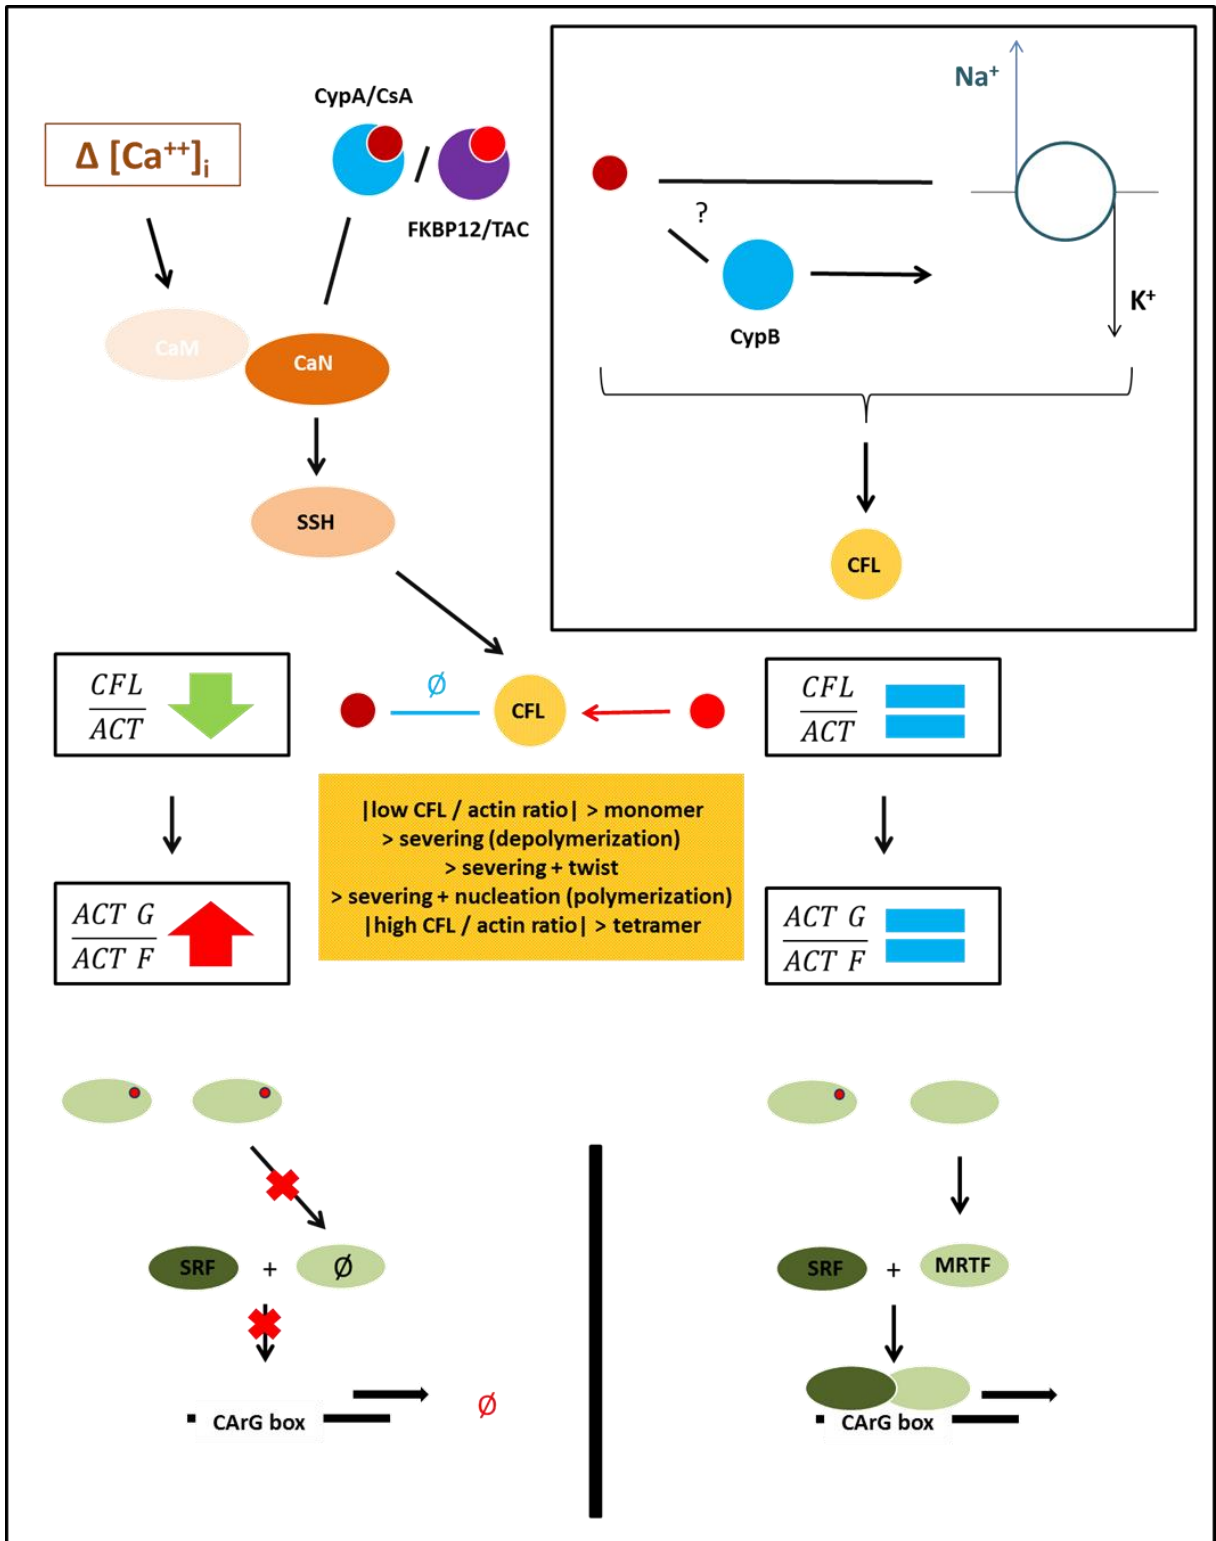 CypA/CsA
Δ [Ca⁺⁺]ᵢ
/
FKBP12/TAC
CaM
CaN
SSH
Na⁺
?
K⁺
CypB
CFL
CFL
ACT
Ø
CFL
CFL
ACT
|low CFL / actin ratio| > monomer
> severing (depolymerization)
> severing + twist
> severing + nucleation (polymerization)
|high CFL / actin ratio| > tetramer
ACT G
ACT F
ACT G
ACT F
SRF + Ø
CArG box
Ø
SRF + MRTF
CArG box